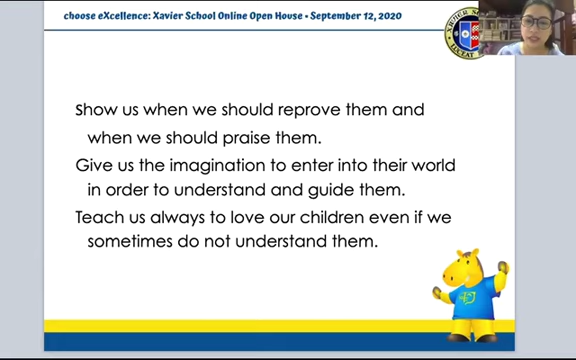 choose eXcellence: Xavier School Online Open House • September 12, 2020
Show us when we should reprove them and
when we should praise them.
Give us the imagination to enter into their world
in order to understand and guide them.
Teach us always to love our children even if we
sometimes do not understand them.